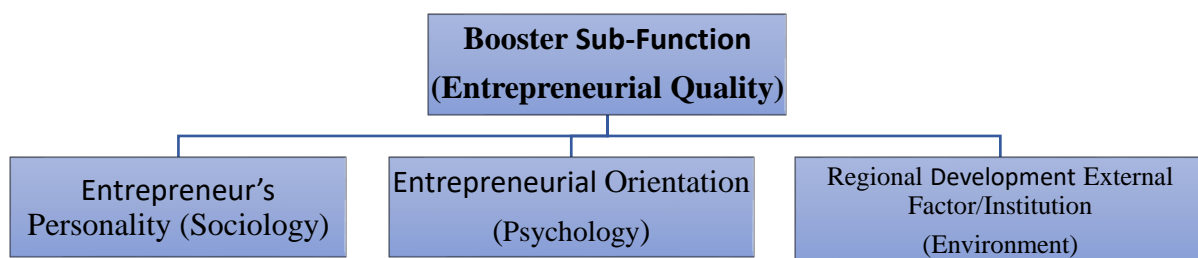 Booster Sub-Function
(Entrepreneurial Quality)
Entrepreneur’s
Personality (Sociology)
Entrepreneurial Orientation
(Psychology)
Regional Development External
Factor/Institution
(Environment)